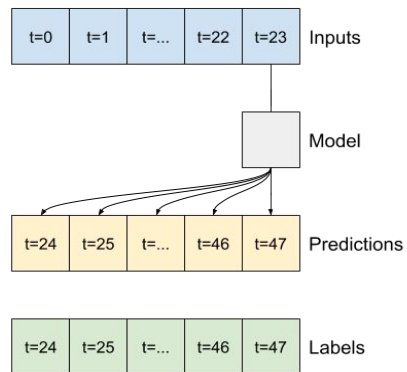 t=0 t=1 t=... t=22 t=23 Inputs
Model
t=24 t=25 t=... t=46 t=47 Predictions
t=24 t=25 t=... t=46 t=47 Labels